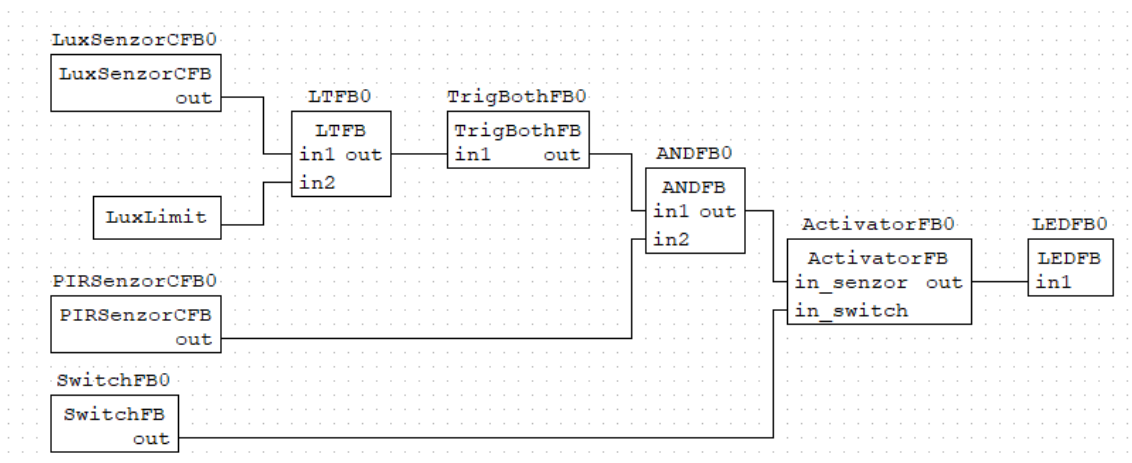 LuxSenzorCFB0
LuxSenzorCFB
out
LTFB0
LTFB
in1 out
in2
TrigBothFB0
TrigBothFB
in1 out
LuxLimit
ANDFB0
ANDFB
in1 out
in2
PIRSenzorCFB0
PIRSenzorCFB
out
ActivatorFB0
ActivatorFB
in_senzor out
in_switch
LEDFB0
LEDFB
in1
SwitchFB0
SwitchFB
out